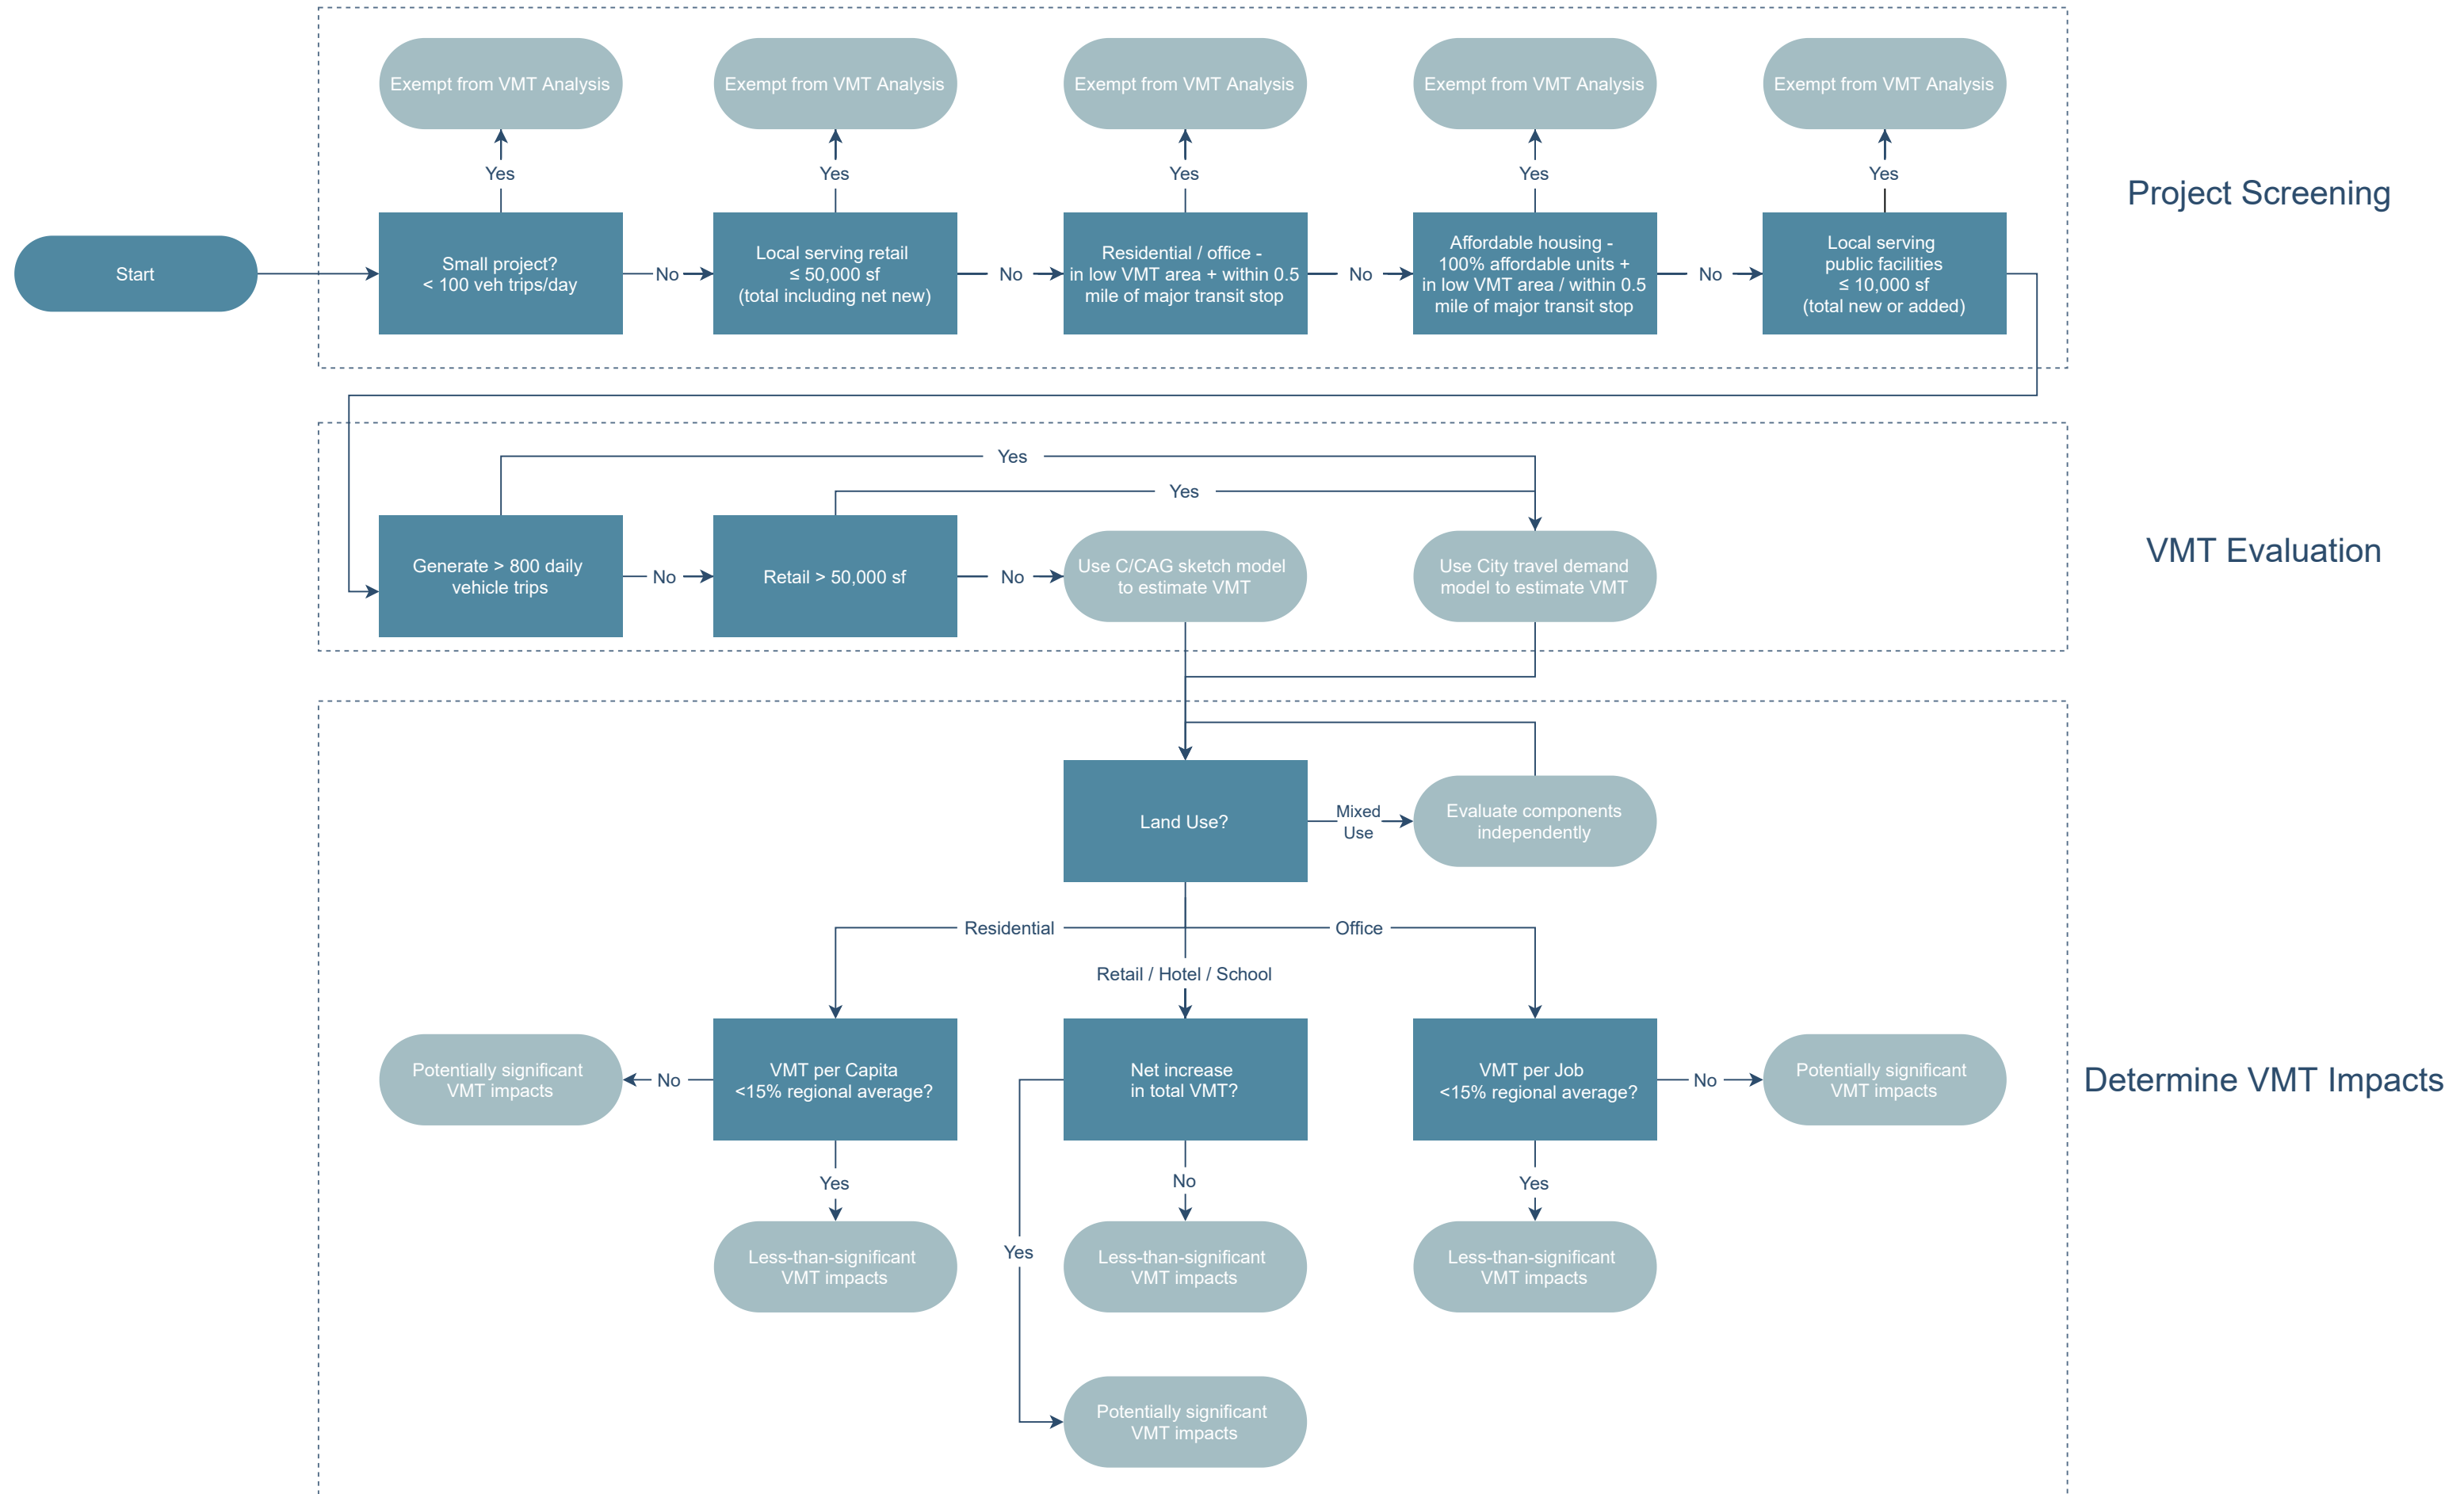 Exempt from VMT Analysis
Exempt from VMT Analysis
Exempt from VMT Analysis
Exempt from VMT Analysis
Exempt from VMT Analysis
Yes
Yes
Yes
Yes
Yes
Project Screening
Start
Small project?
< 100 veh trips/day
No
Local serving retail
≤ 50,000 sf
(total including net new)
No
Residential / office -
in low VMT area + within 0.5
mile of major transit stop
No
Affordable housing -
100% affordable units +
in low VMT area / within 0.5
mile of major transit stop
No
Local serving
public facilities
≤ 10,000 sf
(total new or added)
Yes
Yes
VMT Evaluation
Generate > 800 daily
vehicle trips
No
Retail > 50,000 sf
No
Use C/CAG sketch model
to estimate VMT
Use City travel demand
model to estimate VMT
Land Use?
Mixed
Use
Evaluate components
independently
Residential
Office
Retail / Hotel / School
Potentially significant
VMT impacts
No
VMT per Capita
<15% regional average?
Net increase
in total VMT?
VMT per Job
<15% regional average?
No
Potentially significant
VMT impacts
Determine VMT Impacts
Yes
No
Yes
Less-than-significant
VMT impacts
Yes
Less-than-significant
VMT impacts
Less-than-significant
VMT impacts
Potentially significant
VMT impacts